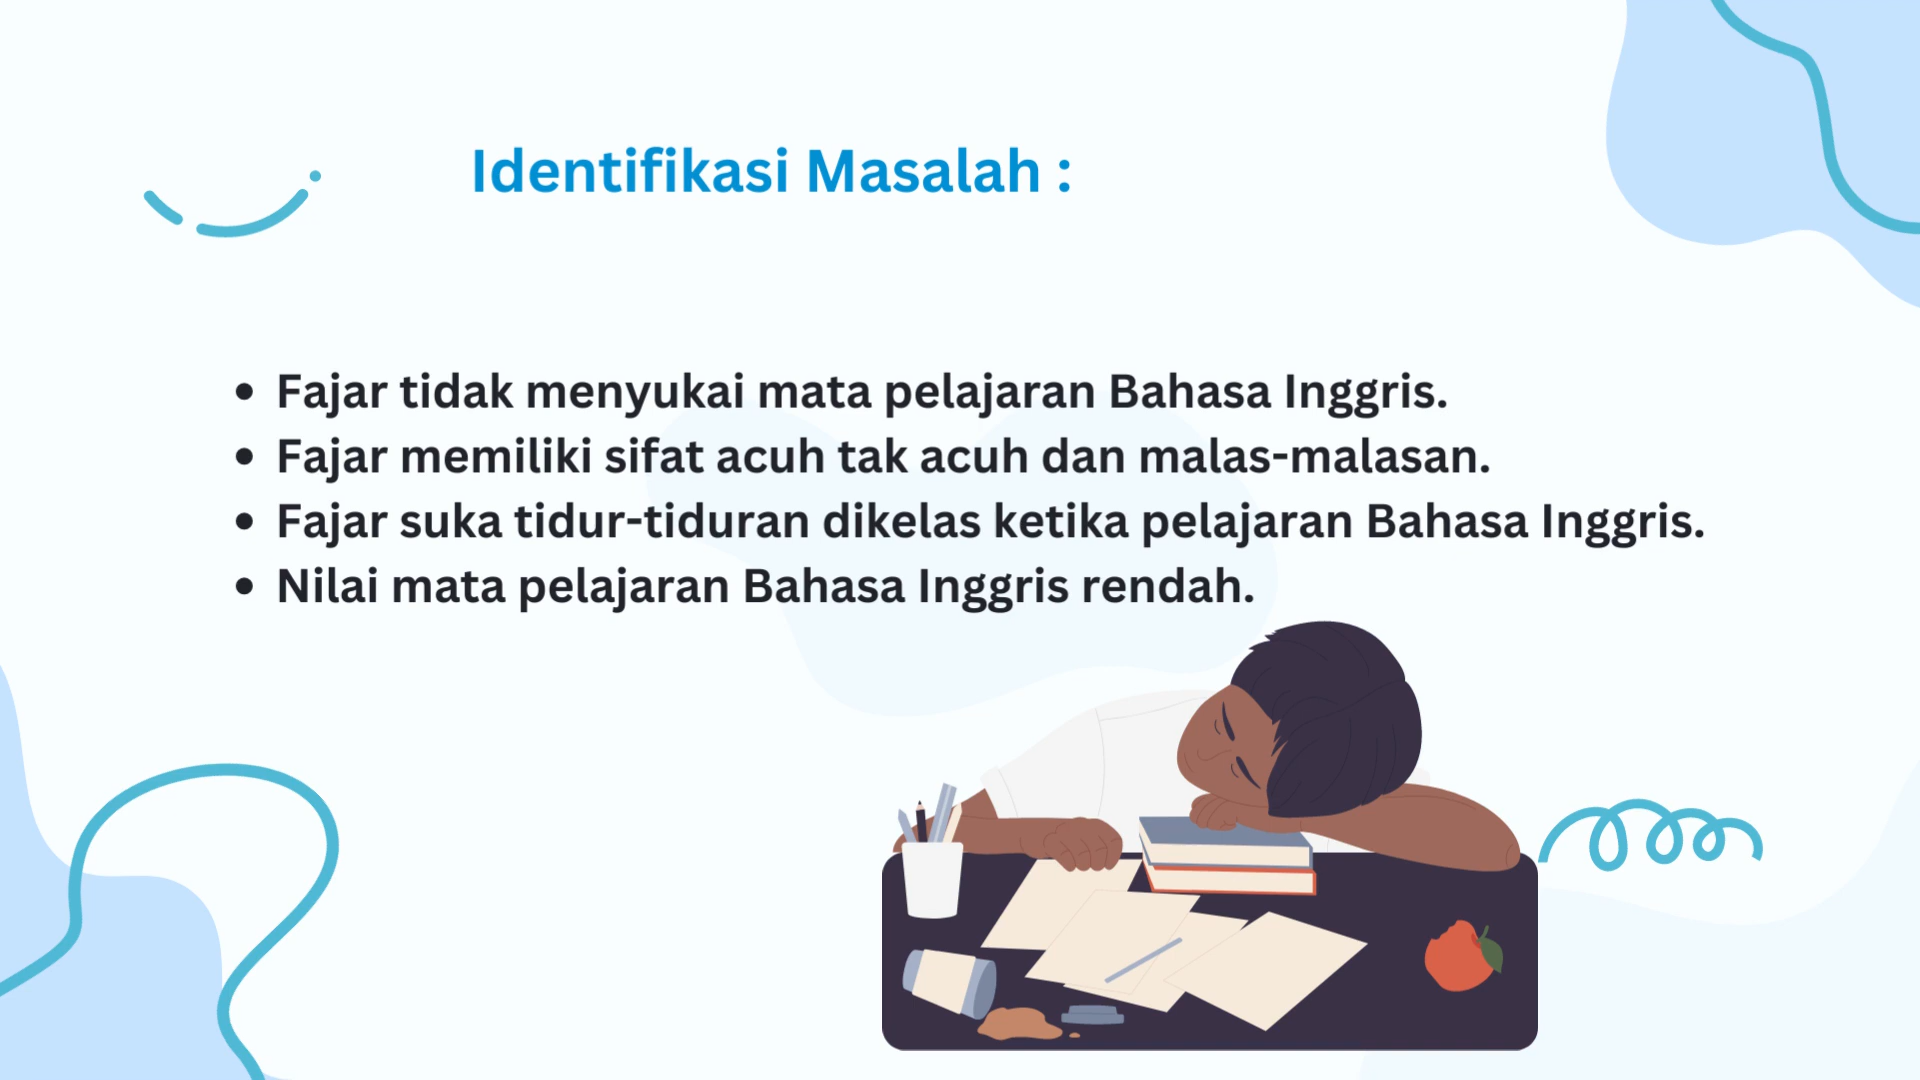 Identifikasi Masalah :
• Fajar tidak menyukai mata pelajaran Bahasa Inggris.
• Fajar memiliki sifat acuh tak acuh dan malas-malasan.
• Fajar suka tidur-tiduran dikelas ketika pelajaran Bahasa Inggris.
• Nilai mata pelajaran Bahasa Inggris rendah.